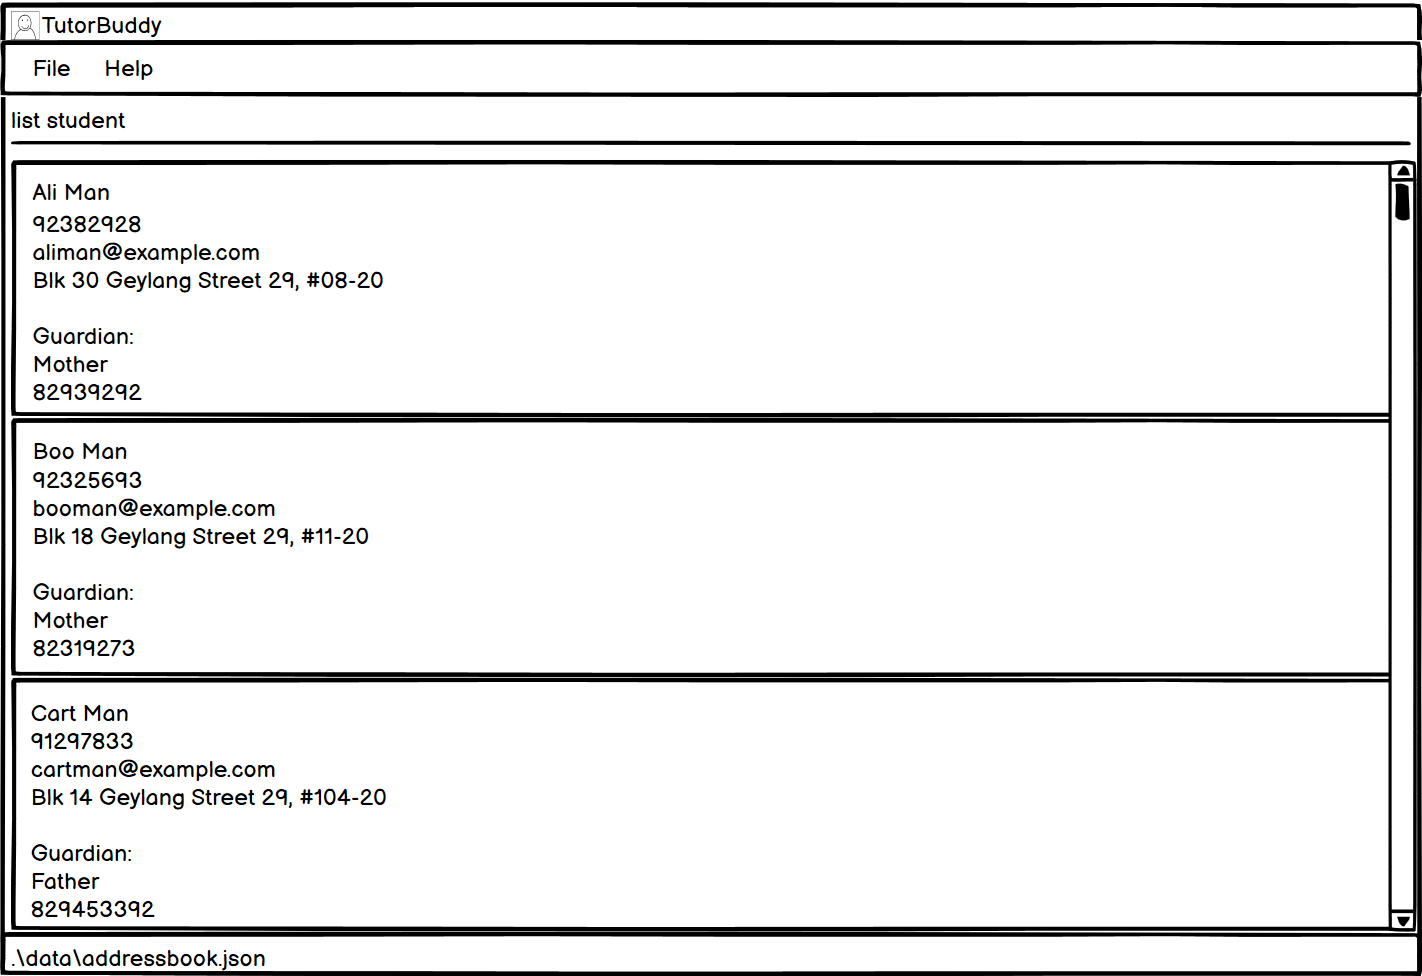 TutorBuddy
File Help
list student
Ali Man
92382928
aliman@example.com
Blk 30 Geylang Street 29, #08-20
Guardian:
Mother
82939292
Boo Man
92325693
booman@example.com
Blk 18 Geylang Street 29, #11-20
Guardian:
Mother
82319273
Cart Man
91297833
cartman@example.com
Blk 14 Geylang Street 29, #104-20
Guardian:
Father
829453392
.\data\addressbook.json